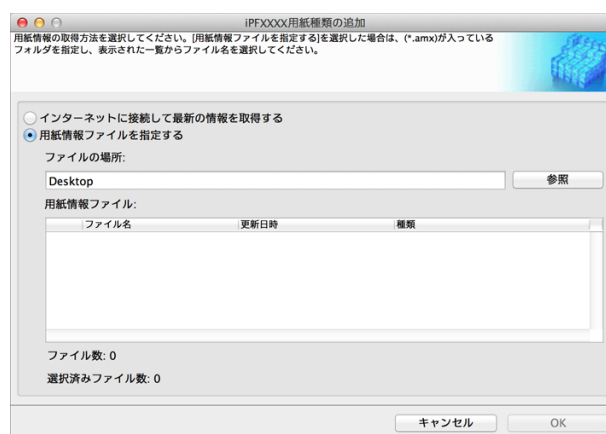 iPFXXXX用紙種類の追加
用紙情報の取得方法を選択してください。[用紙情報ファイルを指定する]を選択した場合は、(*.amx)が入っている
フォルダを指定し、表示された一覧からファイル名を選択してください。
インターネットに接続して最新の情報を取得する
用紙情報ファイルを指定する
ファイルの場所:
Desktop 参照
用紙情報ファイル:
ファイル名 更新日時 種類
ファイル数: 0
選択済みファイル数: 0
キャンセル OK